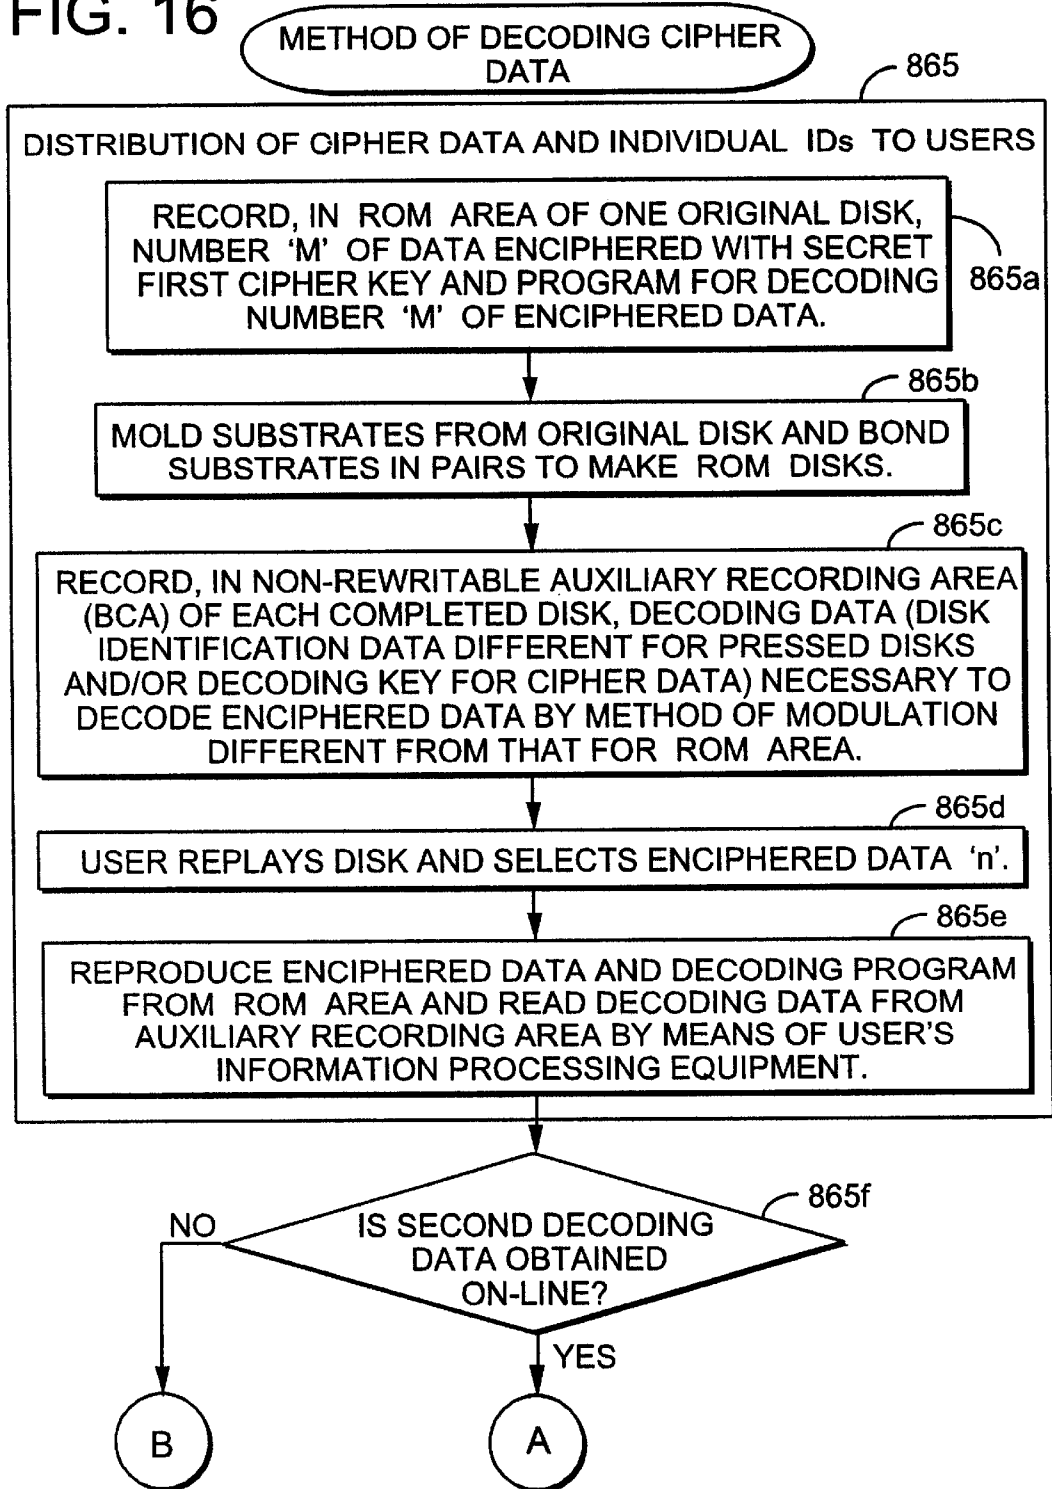 FIG. 16
METHOD OF DECODING CIPHER
DATA
865
DISTRIBUTION OF CIPHER DATA AND INDIVIDUAL IDs TO USERS
RECORD, IN ROM AREA OF ONE ORIGINAL DISK,
NUMBER ‘M’ OF DATA ENCIPHERED WITH SECRET
FIRST CIPHER KEY AND PROGRAM FOR DECODING
NUMBER ‘M’ OF ENCIPHERED DATA.
865a
865b
MOLD SUBSTRATES FROM ORIGINAL DISK AND BOND
SUBSTRATES IN PAIRS TO MAKE ROM DISKS.
865c
RECORD, IN NON-REWRITABLE AUXILIARY RECORDING AREA
(BCA) OF EACH COMPLETED DISK, DECODING DATA (DISK
IDENTIFICATION DATA DIFFERENT FOR PRESSED DISKS
AND/OR DECODING KEY FOR CIPHER DATA) NECESSARY TO
DECODE ENCIPHERED DATA BY METHOD OF MODULATION
DIFFERENT FROM THAT FOR ROM AREA.
865d
USER REPLAYS DISK AND SELECTS ENCIPHERED DATA ‘n’.
865e
REPRODUCE ENCIPHERED DATA AND DECODING PROGRAM
FROM ROM AREA AND READ DECODING DATA FROM
AUXILIARY RECORDING AREA BY MEANS OF USER’S
INFORMATION PROCESSING EQUIPMENT.
865f
IS SECOND DECODING
DATA OBTAINED
ON-LINE?
NO
YES
B
A